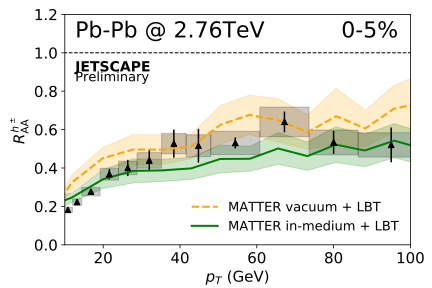 Pb-Pb @ 2.76TeV 0-5%
JETSCAPE
Preliminary
1.2
1.0
0.8
0.6
0.4
0.2
0.0
R_AA^{h^±}
MATTER vacuum + LBT
MATTER in-medium + LBT
20 40 60 80 100
p_T (GeV)